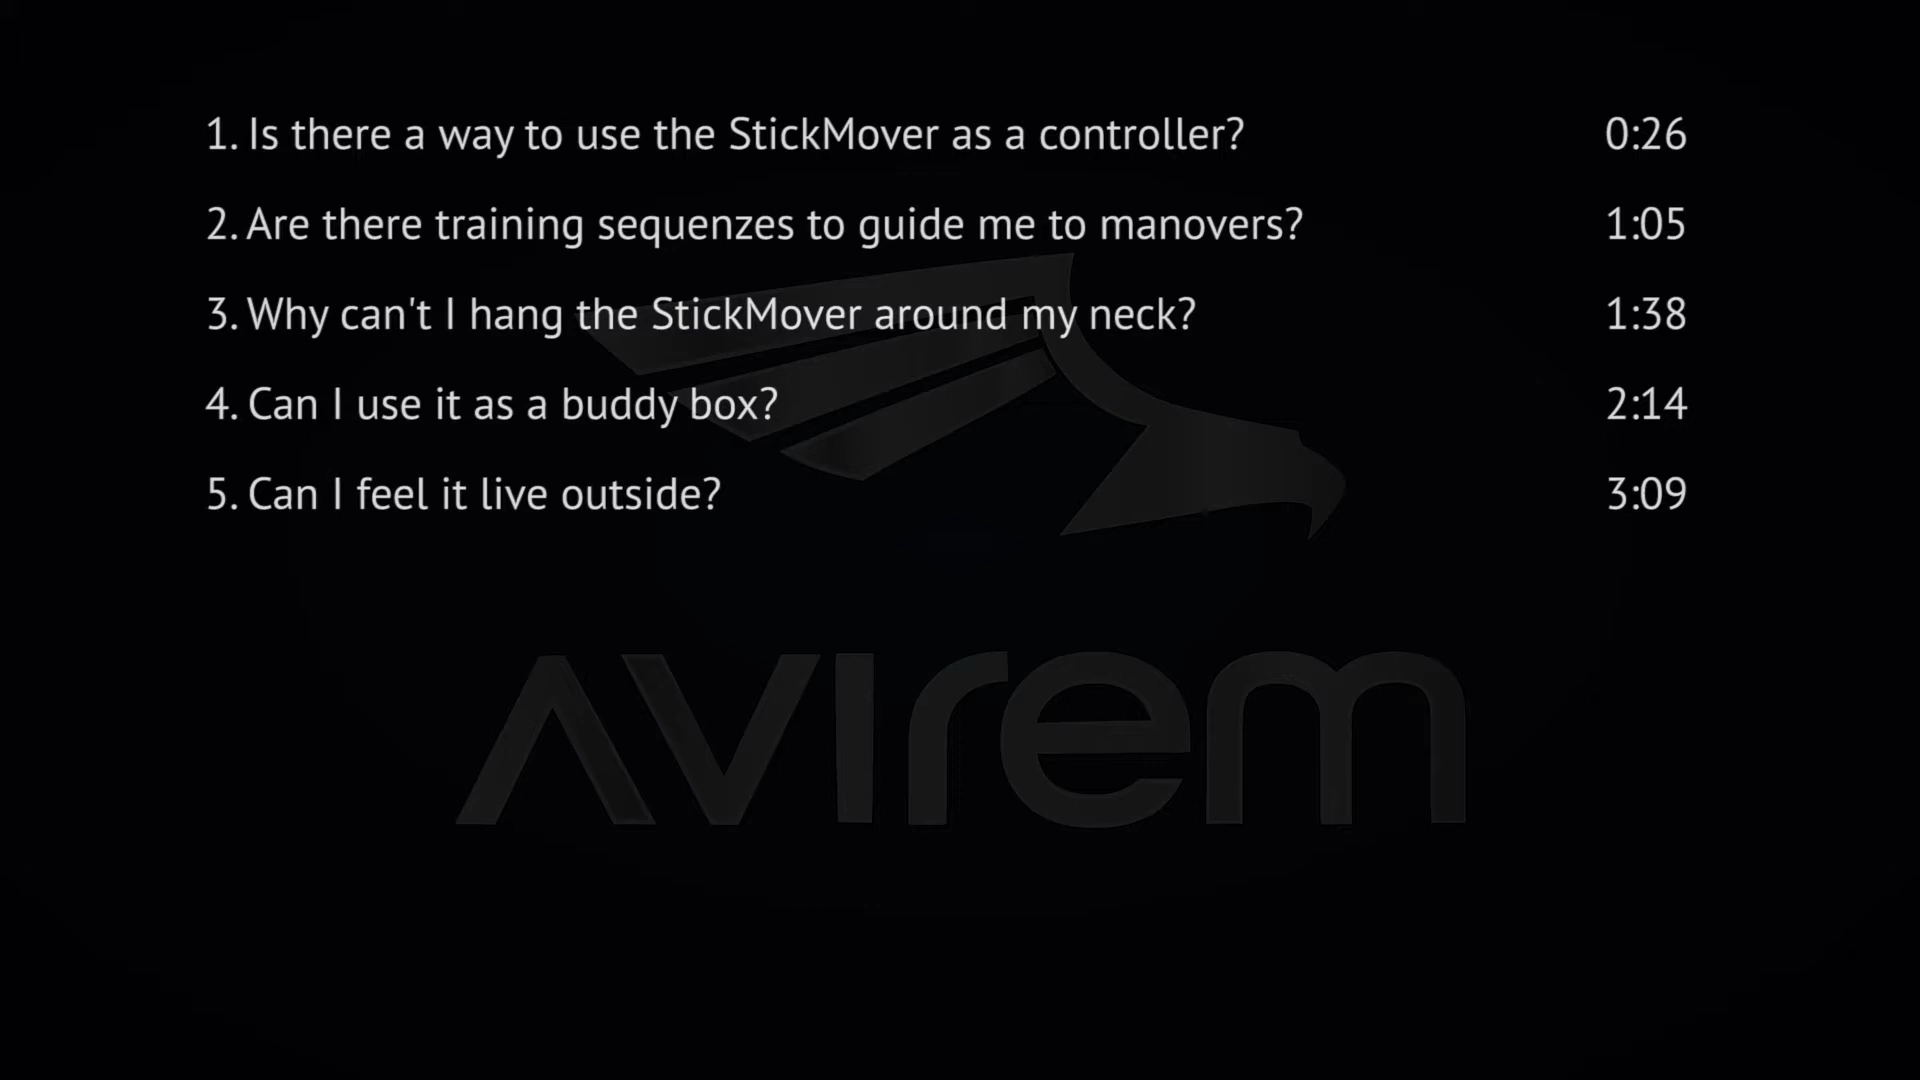 1. Is there a way to use the StickMover as a controller? 0:26
2. Are there training sequenzes to guide me to manovers? 1:05
3. Why can't I hang the StickMover around my neck? 1:38
4. Can I use it as a buddy box? 2:14
5. Can I feel it live outside? 3:09
AVIrem